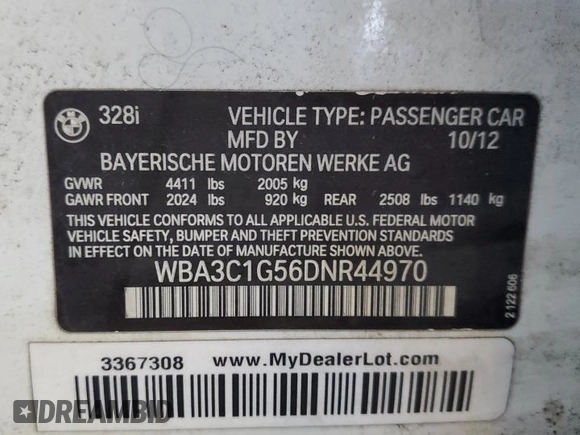 BMW
328i VEHICLE TYPE: PASSENGER CAR
MFD BY 10/12
BAYERISCHE MOTOREN WERKE AG
GVWR 4411 lbs 2005 kg
GAWR FRONT 2024 lbs 920 kg REAR 2508 lbs 1140 kg
THIS VEHICLE CONFORMS TO ALL APPLICABLE U.S. FEDERAL MOTOR
VEHICLE SAFETY, BUMPER AND THEFT PREVENTION STANDARDS
IN EFFECT ON THE DATE OF MANUFACTURE SHOWN ABOVE.
WBA3C1G56DNR44970
2 122 606
3367308 www.MyDealerLot.com
DREAMBID